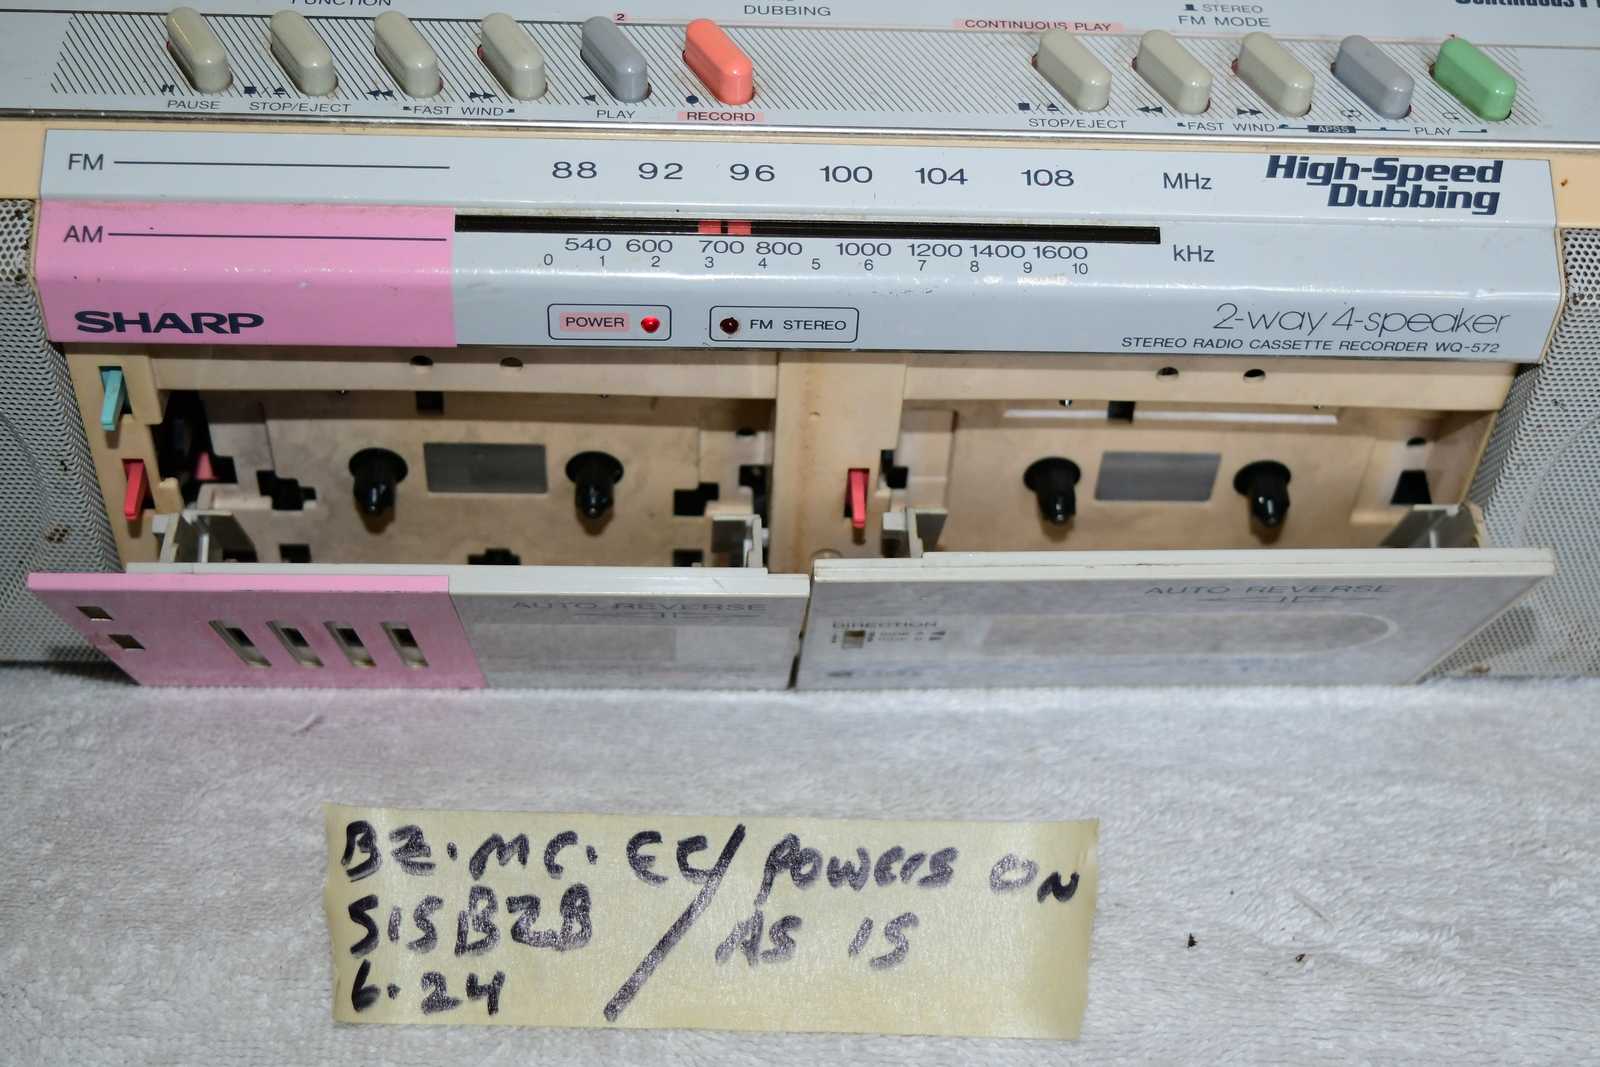 FUNCTION
DUBBING
CONTINUOUS PLAY
STEREO
FM MODE
2
1
PAUSE
STOP/EJECT
FAST WIND
PLAY
RECORD
STOP/EJECT
FAST WIND
APSS
PLAY
FM
88 92 96 100 104 108 MHz
High-Speed
Dubbing
AM
540 600 700 800 1000 1200 1400 1600 kHz
0 1 2 3 4 5 6 7 8 9 10
SHARP
POWER
FM STEREO
2-way 4-speaker
STEREO RADIO CASSETTE RECORDER WQ-572
AUTO REVERSE
AUTO REVERSE
DIRECTION
BZ.MC.EC/POWERS ON
SISBZB AS IS
6.24